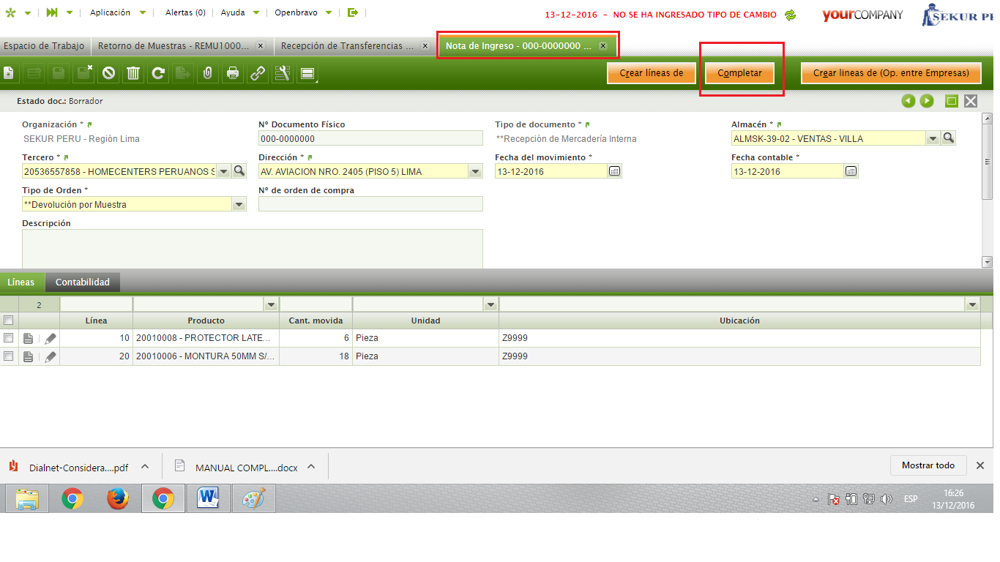 Aplicación Alertas (0) Ayuda Openbravo 13-12-2016 - NO SE HA INGRESADO TIPO DE CAMBIO yourCOMPANY SEKUR PE
Espacio de Trabajo Retorno de Muestras - REMU1000... x Recepción de Transferencias ... x Nota de Ingreso - 000-0000000 ... x
Crear líneas de Completar Crear lineas de (Op. entre Empresas)
Estado doc.: Borrador
Organización * Nº Documento Físico Tipo de documento * Almacén *
SEKUR PERU - Región Lima 000-0000000 **Recepción de Mercadería Interna ALMSK-39-02 - VENTAS - VILLA
Tercero * Dirección * Fecha del movimiento * Fecha contable *
20536557858 - HOMECENTERS PERUANOS S AV. AVIACION NRO. 2405 (PISO 5) LIMA 13-12-2016 13-12-2016
Tipo de Orden * Nº de orden de compra
**Devolución por Muestra
Descripción
Líneas Contabilidad
2
Línea Producto Cant. movida Unidad Ubicación
10 20010008 - PROTECTOR LATE... 6 Pieza Z9999
20 20010006 - MONTURA 50MM S/... 18 Pieza Z9999
Dialnet-Considera....pdf MANUAL COMPL....docx Mostrar todo
ESP 16:26
13/12/2016